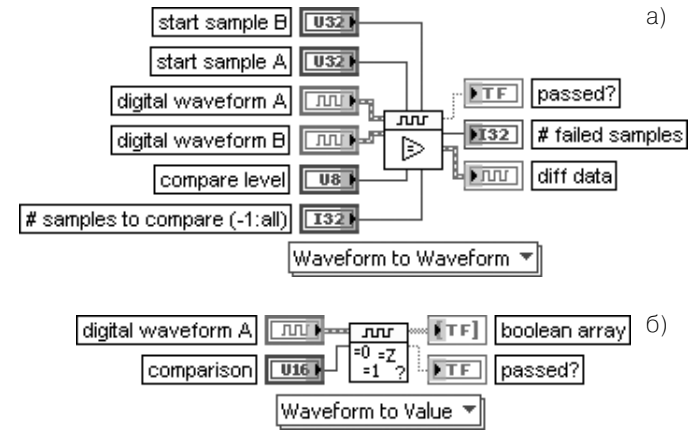 а)
start sample B U32
start sample A U32
digital waveform A TF passed?
digital waveform B I32 # failed samples
compare level U8 diff data
# samples to compare (-1:all) I32
Waveform to Waveform
б)
digital waveform A [TF] boolean array
comparison U16 =0 =Z =1 ? TF passed?
Waveform to Value